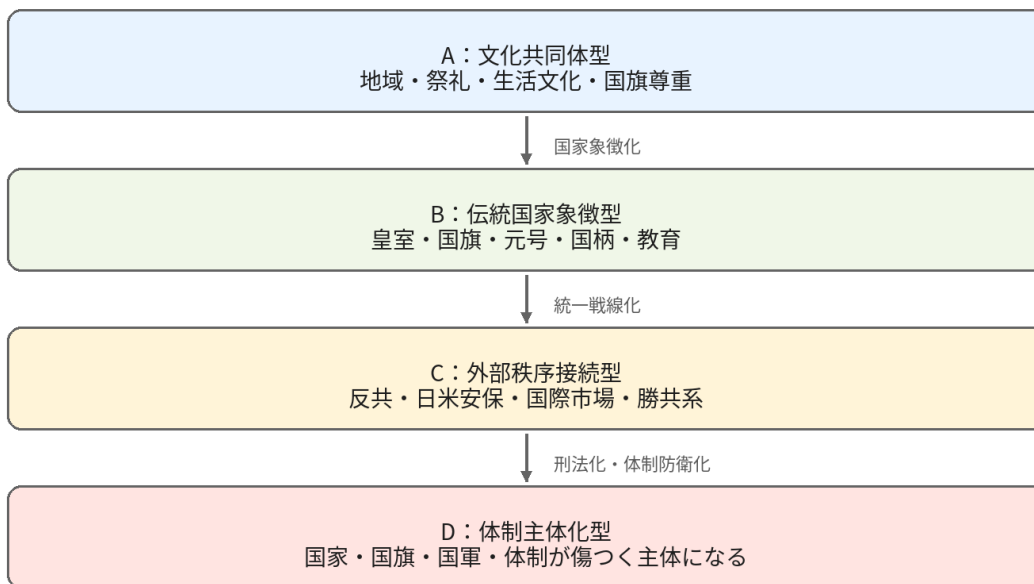 A：文化共同体型
地域・祭礼・生活文化・国旗尊重
国家象徴化
B：伝統国家象徴型
皇室・国旗・元号・国柄・教育
統一戦線化
C：外部秩序接続型
反共・日米安保・国際市場・勝共系
刑法化・体制防衛化
D：体制主体化型
国家・国旗・国軍・体制が傷つく主体になる